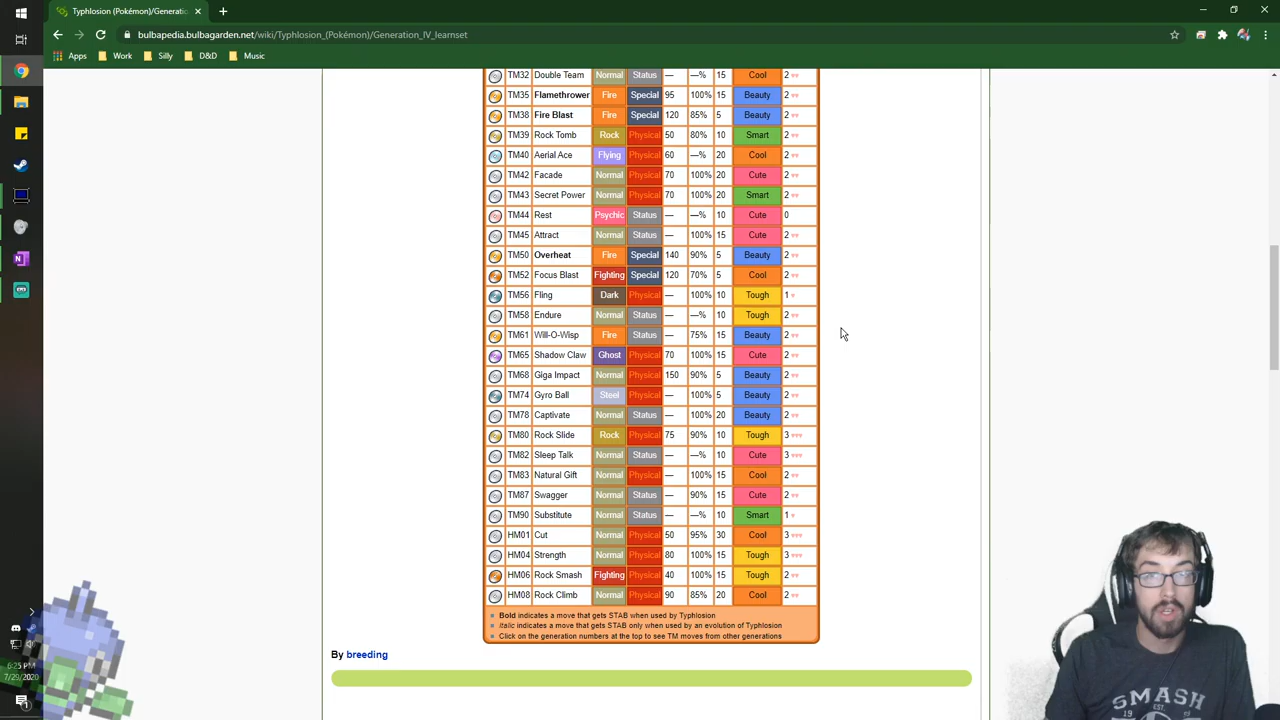 Typhlosion (Pokémon)/Generation
bulbapedia.bulbagarden.net/wiki/Typhlosion_(Pokémon)/Generation_IV_learnset
Apps Work Silly D&D Music
TM32 Double Team Normal Status — —% 15 Cool 2
TM35 Flamethrower Fire Special 95 100% 15 Beauty 2
TM38 Fire Blast Fire Special 120 85% 5 Beauty 2
TM39 Rock Tomb Rock Physical 50 80% 10 Smart 2
TM40 Aerial Ace Flying Physical 60 —% 20 Cool 2
TM42 Facade Normal Physical 70 100% 20 Cute 2
TM43 Secret Power Normal Physical 70 100% 20 Smart 2
TM44 Rest Psychic Status — —% 10 Cute 0
TM45 Attract Normal Status — 100% 15 Cute 2
TM50 Overheat Fire Special 140 90% 5 Beauty 2
TM52 Focus Blast Fighting Special 120 70% 5 Cool 2
TM56 Fling Dark Physical — 100% 10 Tough 1
TM58 Endure Normal Status — —% 10 Tough 2
TM61 Will-O-Wisp Fire Status — 75% 15 Beauty 2
TM65 Shadow Claw Ghost Physical 70 100% 15 Cute 2
TM68 Giga Impact Normal Physical 150 90% 5 Beauty 2
TM74 Gyro Ball Steel Physical — 100% 5 Beauty 2
TM78 Captivate Normal Status — 100% 20 Beauty 2
TM80 Rock Slide Rock Physical 75 90% 10 Tough 3
TM82 Sleep Talk Normal Status — —% 10 Cute 3
TM83 Natural Gift Normal Physical — 100% 15 Cool 2
TM87 Swagger Normal Status — 90% 15 Cute 2
TM90 Substitute Normal Status — —% 10 Smart 1
HM01 Cut Normal Physical 50 95% 30 Cool 3
HM04 Strength Normal Physical 80 100% 15 Tough 3
HM06 Rock Smash Fighting Physical 40 100% 15 Tough 2
HM08 Rock Climb Normal Physical 90 85% 20 Cool 2
Bold indicates a move that gets STAB when used by Typhlosion
Italic indicates a move that gets STAB only when used by an evolution of Typhlosion
Click on the generation numbers at the top to see TM moves from other generations
By breeding
5:25 PM
7/29/2020
SMASH